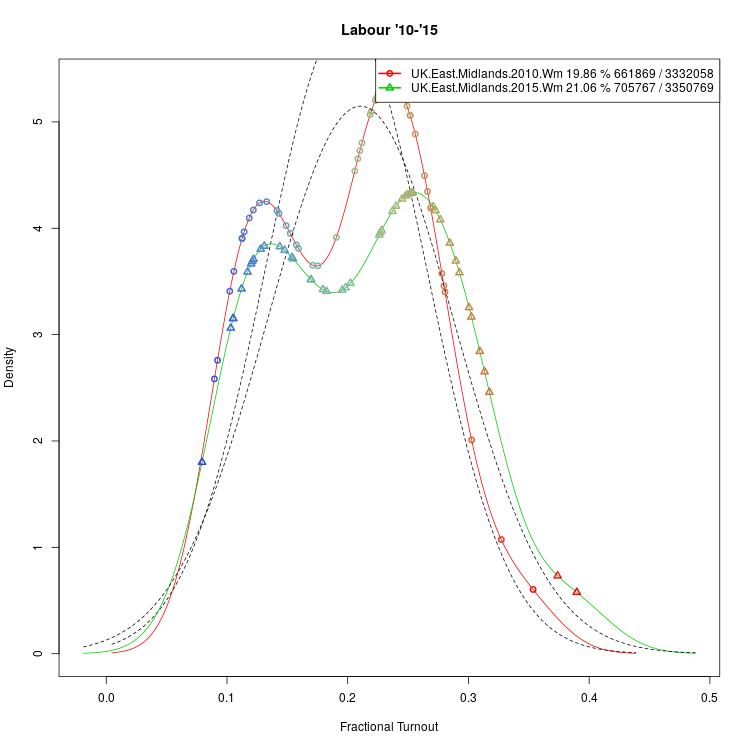 Labour '10-'15
UK.East.Midlands.2010.Wm 19.86 % 661869 / 3332058
UK.East.Midlands.2015.Wm 21.06 % 705767 / 3350769
Density
5
4
3
2
1
0
0.0 0.1 0.2 0.3 0.4 0.5
Fractional Turnout